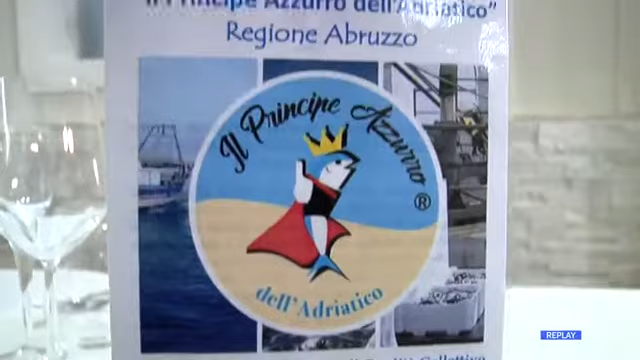 Il Principe Azzurro dell'Adriatico"
Regione Abruzzo
Il Principe Azzurro ®
dell'Adriatico
REPLAY